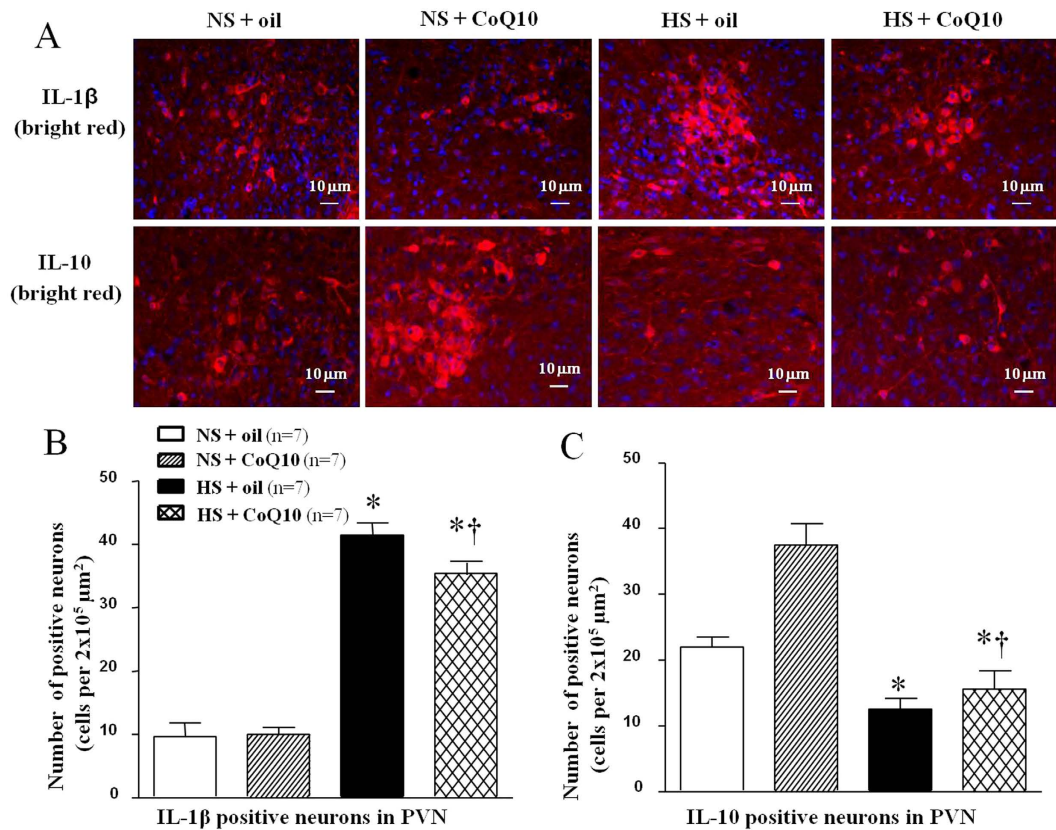 A
NS + oil
NS + CoQ10
HS + oil
HS + CoQ10
IL-1β
(bright red)
10 μm
10 μm
10 μm
10 μm
IL-10
(bright red)
10 μm
10 μm
10 μm
10 μm
B
NS + oil (n=7)
NS + CoQ10 (n=7)
HS + oil (n=7)
HS + CoQ10 (n=7)
50
40
30
20
10
0
Number of positive neurons
(cells per 2x10⁵ μm²)
*
*†
IL-1β positive neurons in PVN
C
50
40
30
20
10
0
Number of positive neurons
(cells per 2x10⁵ μm²)
*
*†
IL-10 positive neurons in PVN